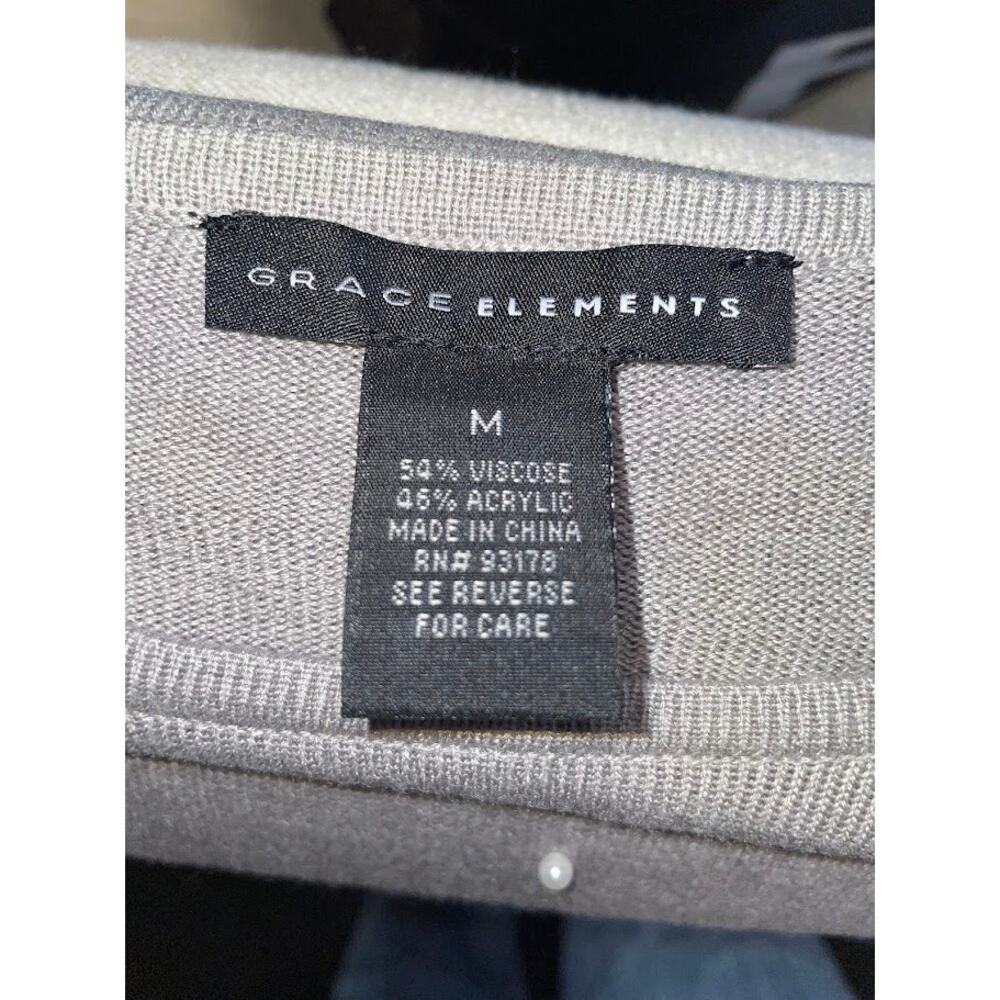 GRACE ELEMENTS
M
54% VISCOSE
46% ACRYLIC
MADE IN CHINA
RN# 93178
SEE REVERSE
FOR CARE